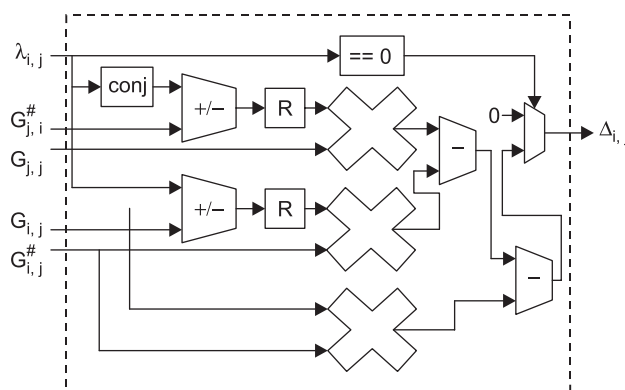 λi, j
== 0
conj
+/–
R
G#j, i
0
Δi,
Gj, j
–
+/–
R
Gi, j
G#i, j
–